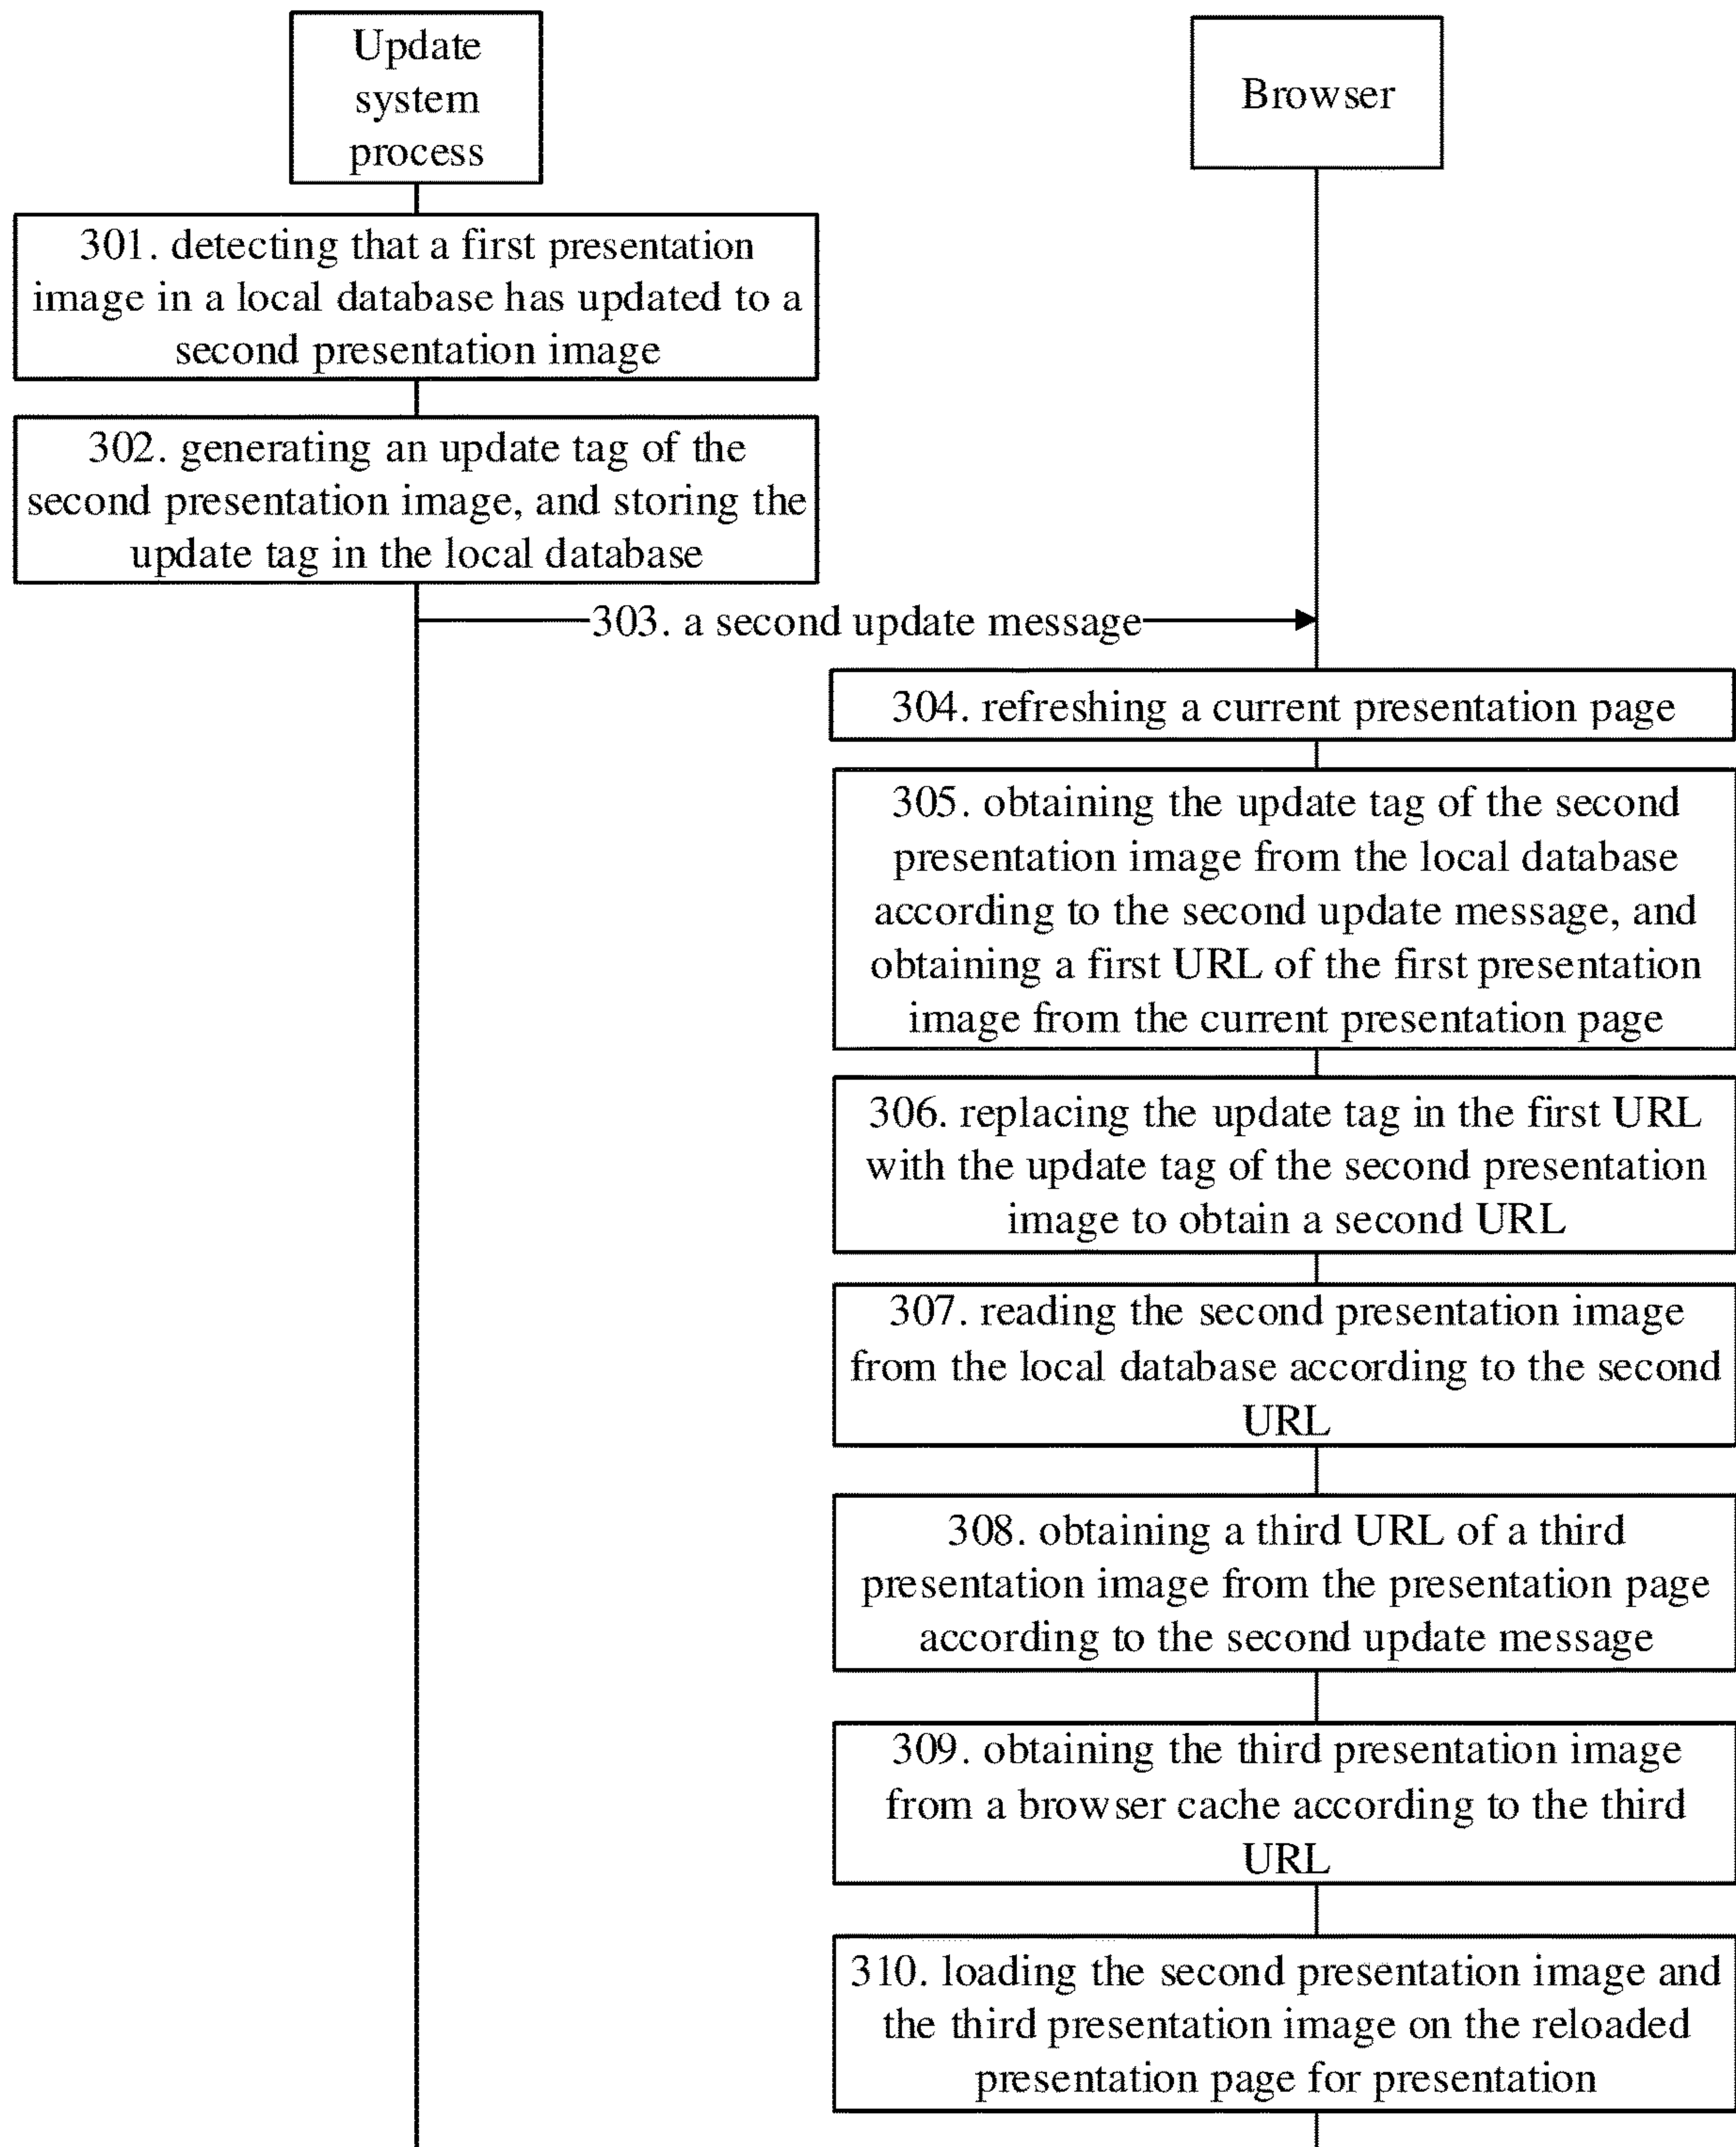 Update
system
process
Browser
301. detecting that a first presentation
image in a local database has updated to a
second presentation image
302. generating an update tag of the
second presentation image, and storing the
update tag in the local database
303. a second update message
304. refreshing a current presentation page
305. obtaining the update tag of the second
presentation image from the local database
according to the second update message, and
obtaining a first URL of the first presentation
image from the current presentation page
306. replacing the update tag in the first URL
with the update tag of the second presentation
image to obtain a second URL
307. reading the second presentation image
from the local database according to the second
URL
308. obtaining a third URL of a third
presentation image from the presentation page
according to the second update message
309. obtaining the third presentation image
from a browser cache according to the third
URL
310. loading the second presentation image and
the third presentation image on the reloaded
presentation page for presentation